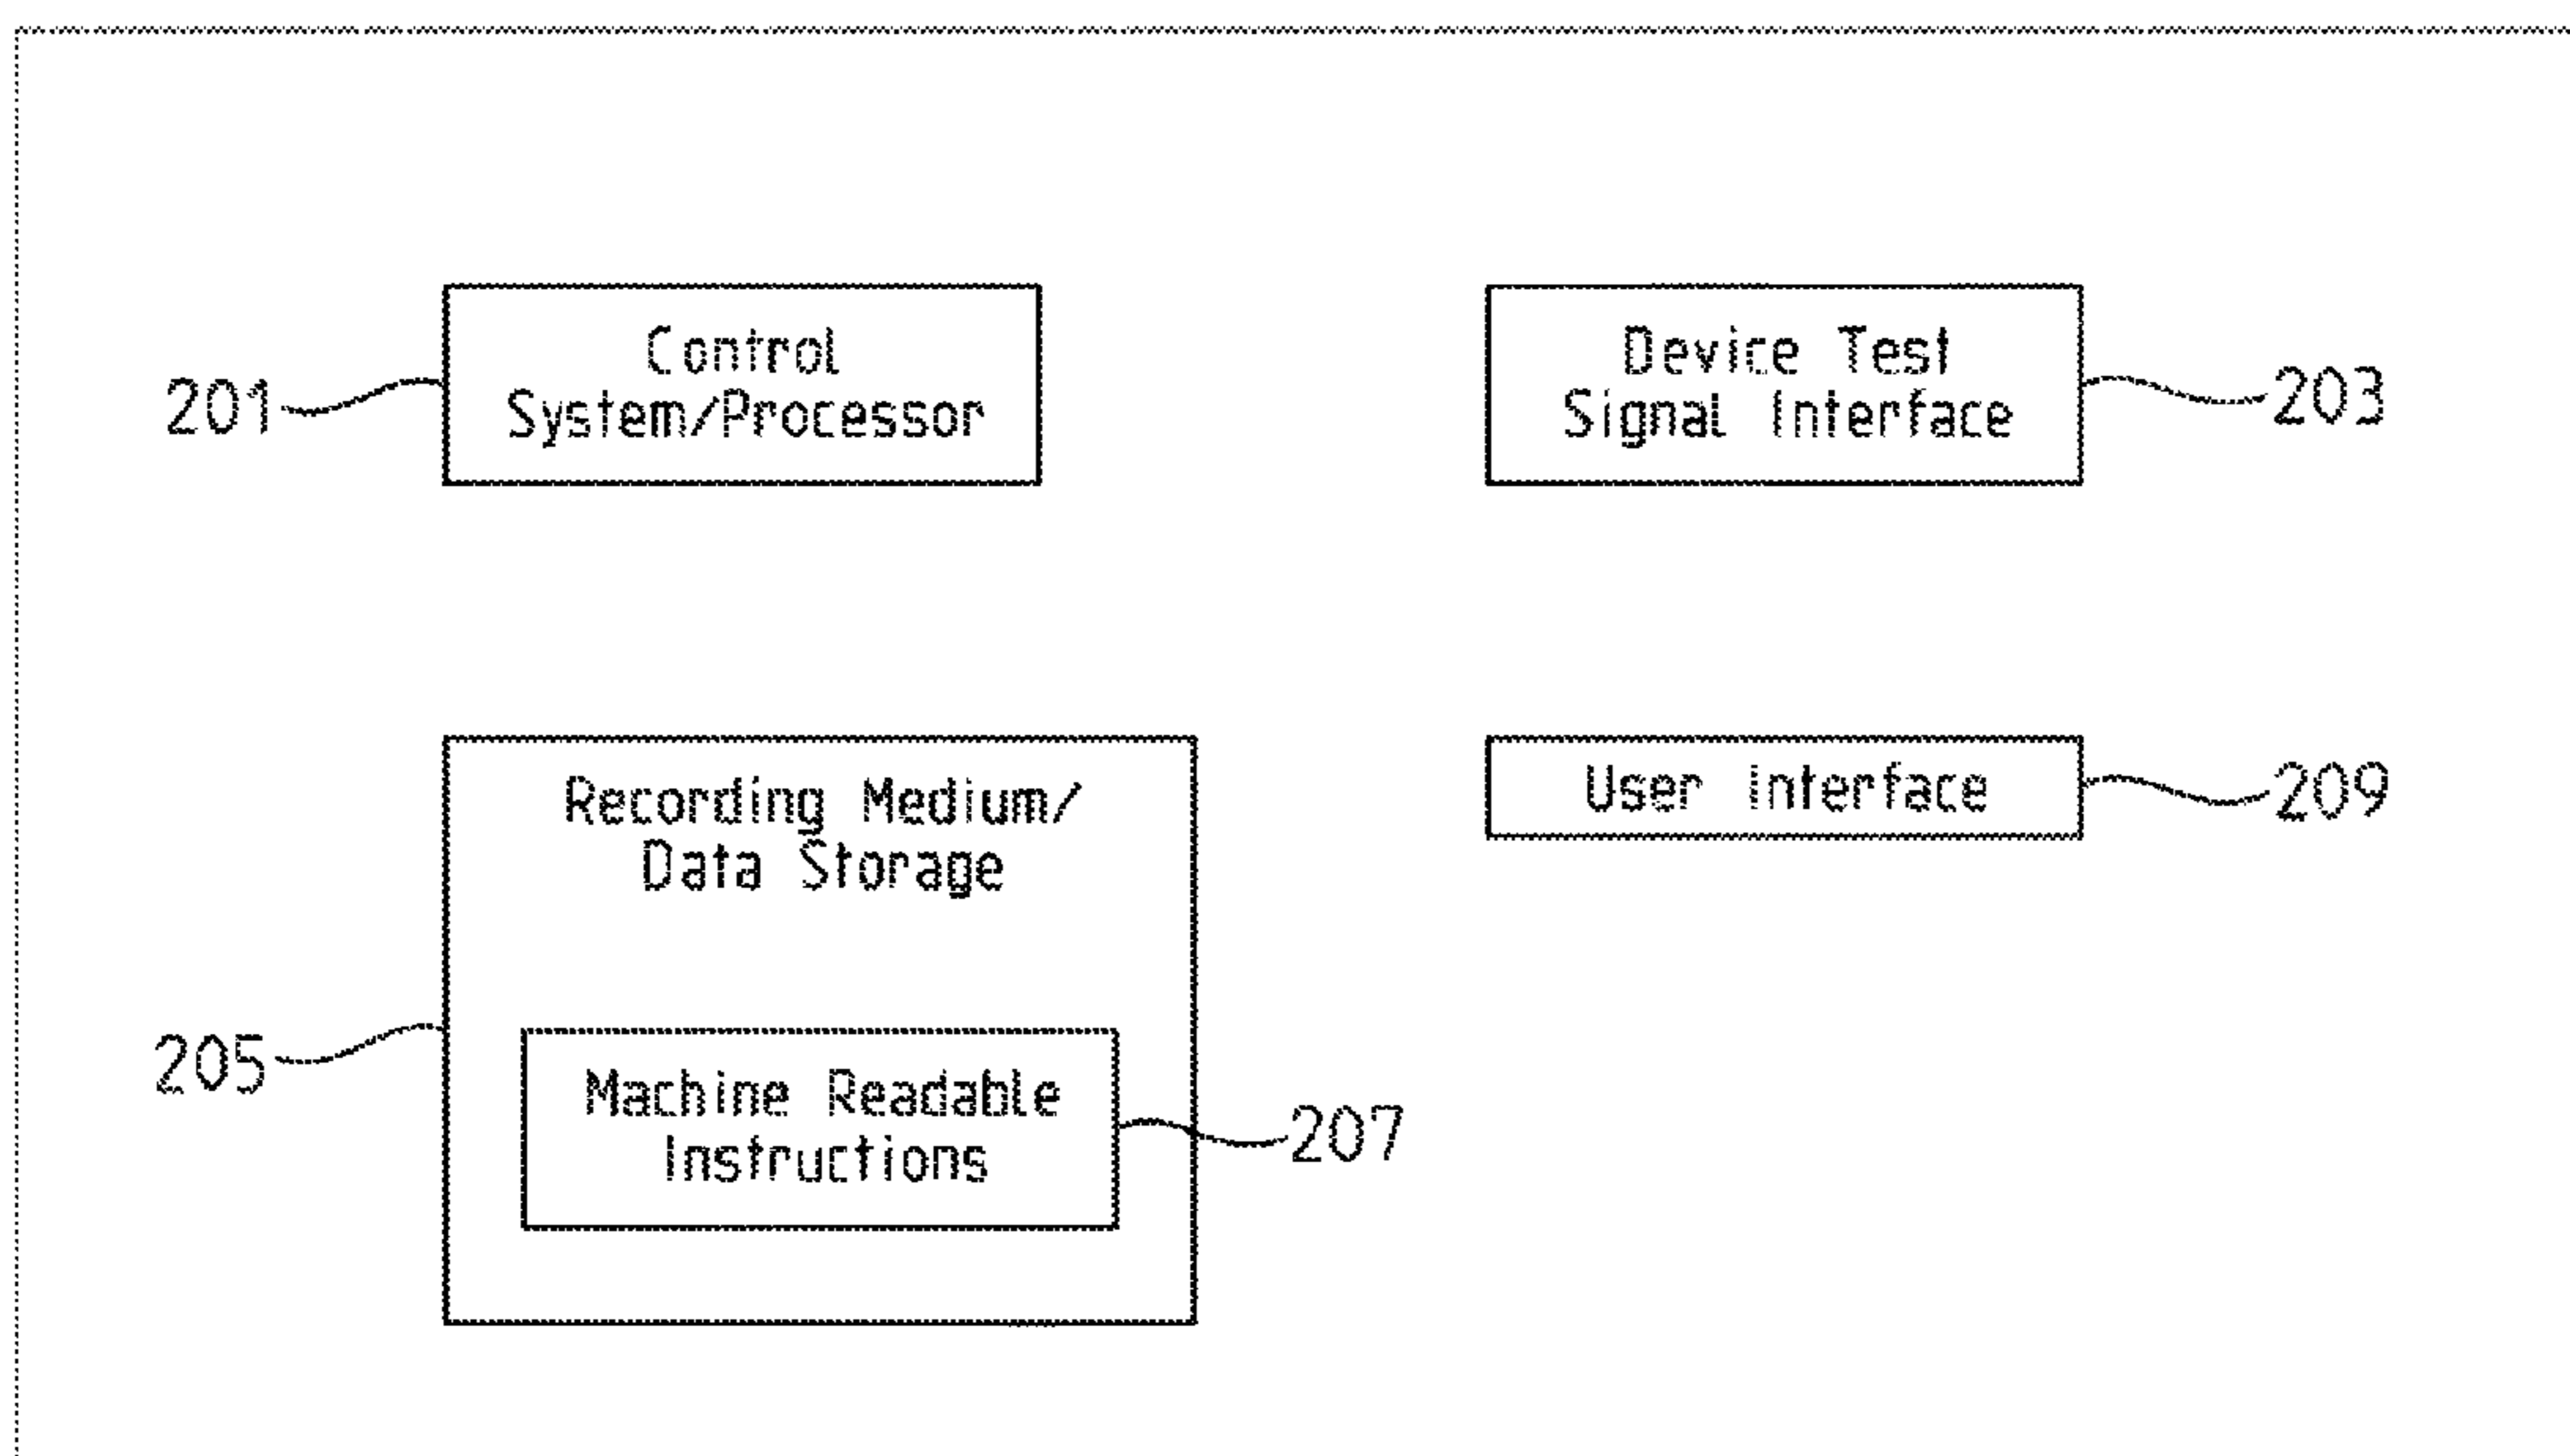 Control
System/Processor
201
Device Test
Signal Interface
203
Recording Medium/
Data Storage
205
Machine Readable
Instructions
207
User Interface
209